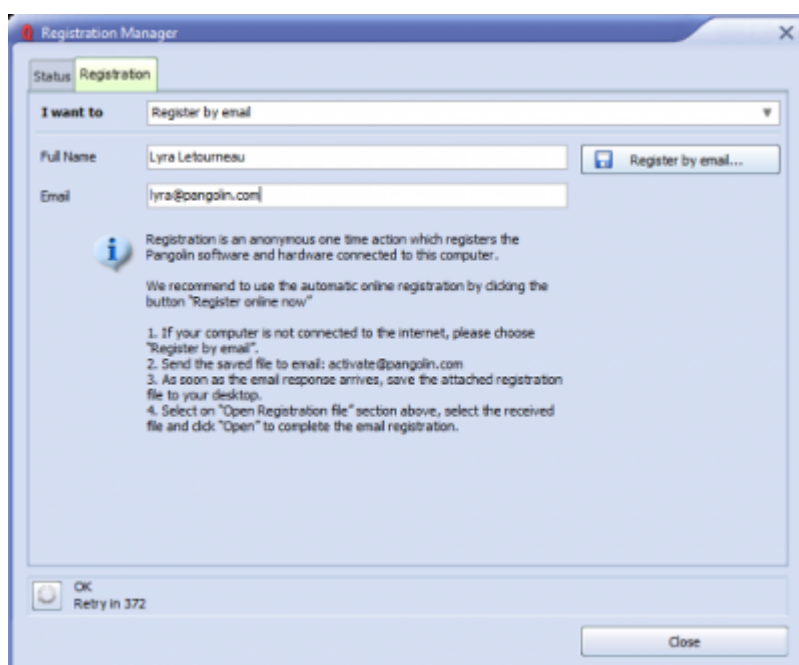 Registration Manager
Status Registration
I want to Register by email
Full Name Lyra Letourneau Register by email...
Email lyra@pangolin.com
Registration is an anonymous one time action which registers the
Pangolin software and hardware connected to this computer.
We recommend to use the automatic online registration by clicking the
button "Register online now"
1. If your computer is not connected to the internet, please choose
"Register by email".
2. Send the saved file to email: activate@pangolin.com
3. As soon as the email response arrives, save the attached registration
file to your desktop.
4. Select on "Open Registration file" section above, select the received
file and click "Open" to complete the email registration.
OK
Retry in 372
Close